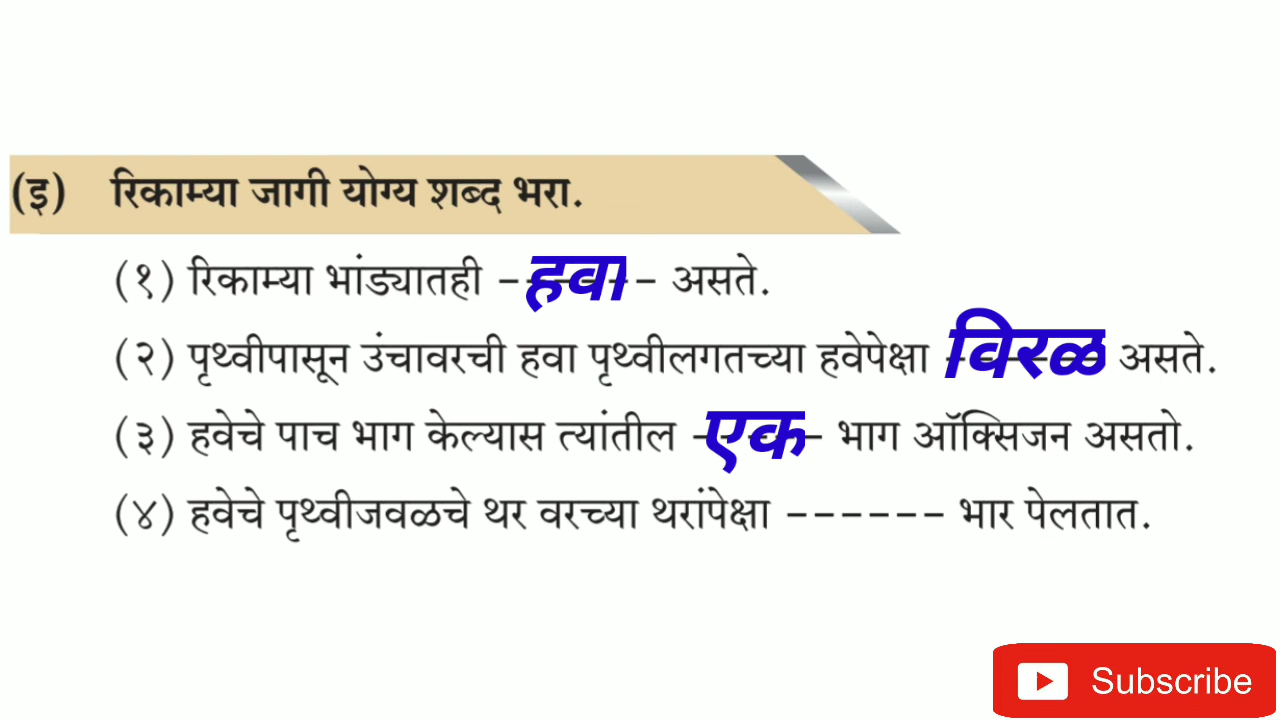 (इ) रिकाम्या जागी योग्य शब्द भरा.
(१) रिकाम्या भांड्यातही हवा असते.
(२) पृथ्वीपासून उंचावरची हवा पृथ्वीलगतच्या हवेपेक्षा विरळ असते.
(३) हवेचे पाच भाग केल्यास त्यांतील एक भाग ऑक्सिजन असतो.
(४) हवेचे पृथ्वीजवळचे थर वरच्या थरांपेक्षा ------ भार पेलतात.
Subscribe